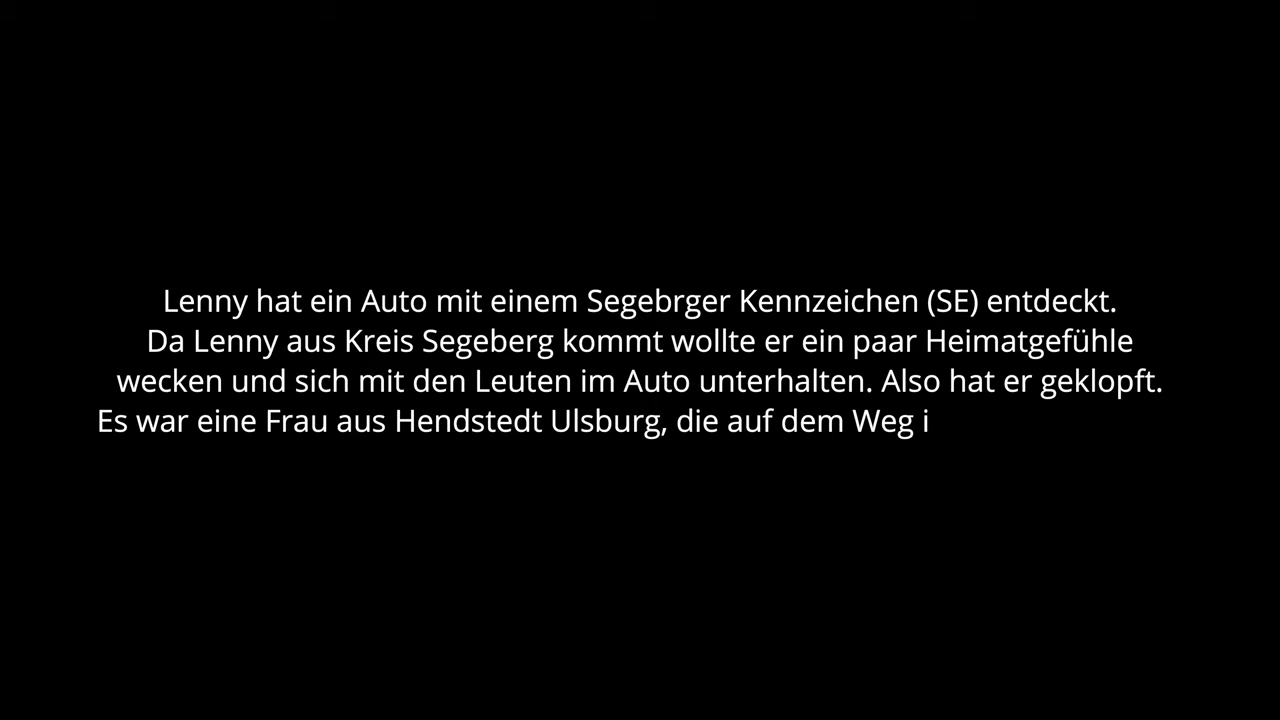 Lenny hat ein Auto mit einem Segebrger Kennzeichen (SE) entdeckt.
Da Lenny aus Kreis Segeberg kommt wollte er ein paar Heimatgefühle
wecken und sich mit den Leuten im Auto unterhalten. Also hat er geklopft.
Es war eine Frau aus Hendstedt Ulsburg, die auf dem Weg i